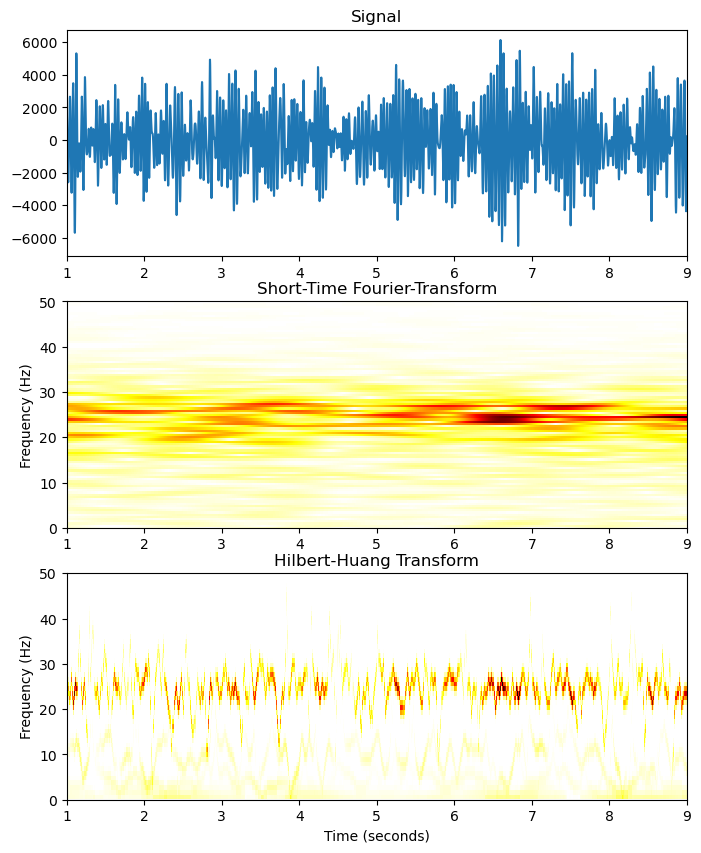 Signal
6000
4000
2000
0
−2000
−4000
−6000
1 2 3 4 5 6 7 8 9
Short-Time Fourier-Transform
50
40
30
20
10
0
Frequency (Hz)
1 2 3 4 5 6 7 8 9
Hilbert-Huang Transform
50
40
30
20
10
0
Frequency (Hz)
1 2 3 4 5 6 7 8 9
Time (seconds)